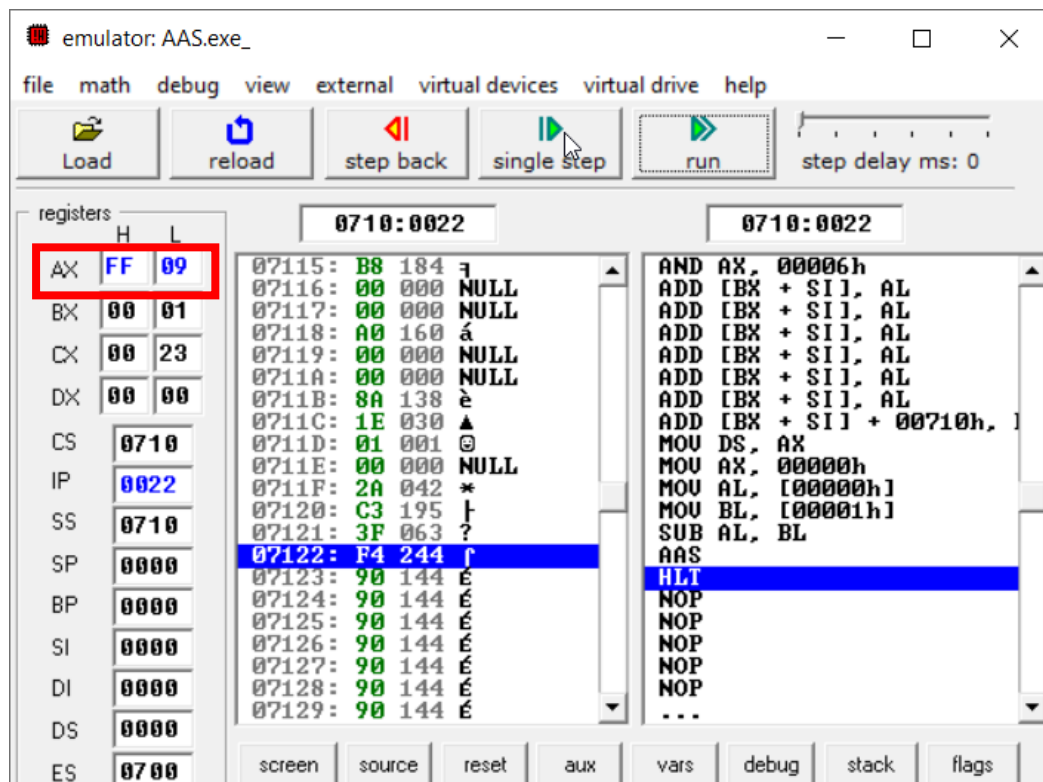 emulator: AAS.exe_
file math debug view external virtual devices virtual drive help
Load reload step back single step run step delay ms: 0
registers
H L
0710:0022 0710:0022
AX FF 09
BX 00 01
CX 00 23
DX 00 00
CS 0710
IP 0022
SS 0710
SP 0000
BP 0000
SI 0000
DI 0000
DS 0000
ES 0700
07115: B8 184 ╕
07116: 00 000 NULL
07117: 00 000 NULL
07118: A0 160 á
07119: 00 000 NULL
0711A: 00 000 NULL
0711B: 8A 138 è
0711C: 1E 030 ▲
0711D: 01 001 ☺
0711E: 00 000 NULL
0711F: 2A 042 *
07120: C3 195 ├
07121: 3F 063 ?
07122: F4 244 ⌠
07123: 90 144 É
07124: 90 144 É
07125: 90 144 É
07126: 90 144 É
07127: 90 144 É
07128: 90 144 É
07129: 90 144 É
AND AX, 00006h
ADD [BX + SI], AL
ADD [BX + SI], AL
ADD [BX + SI], AL
ADD [BX + SI], AL
ADD [BX + SI], AL
ADD [BX + SI], AL
ADD [BX + SI] + 00710h,
MOV DS, AX
MOV AX, 00000h
MOV AL, [00000h]
MOV BL, [00001h]
SUB AL, BL
AAS
HLT
NOP
NOP
NOP
NOP
NOP
...
screen source reset aux vars debug stack flags